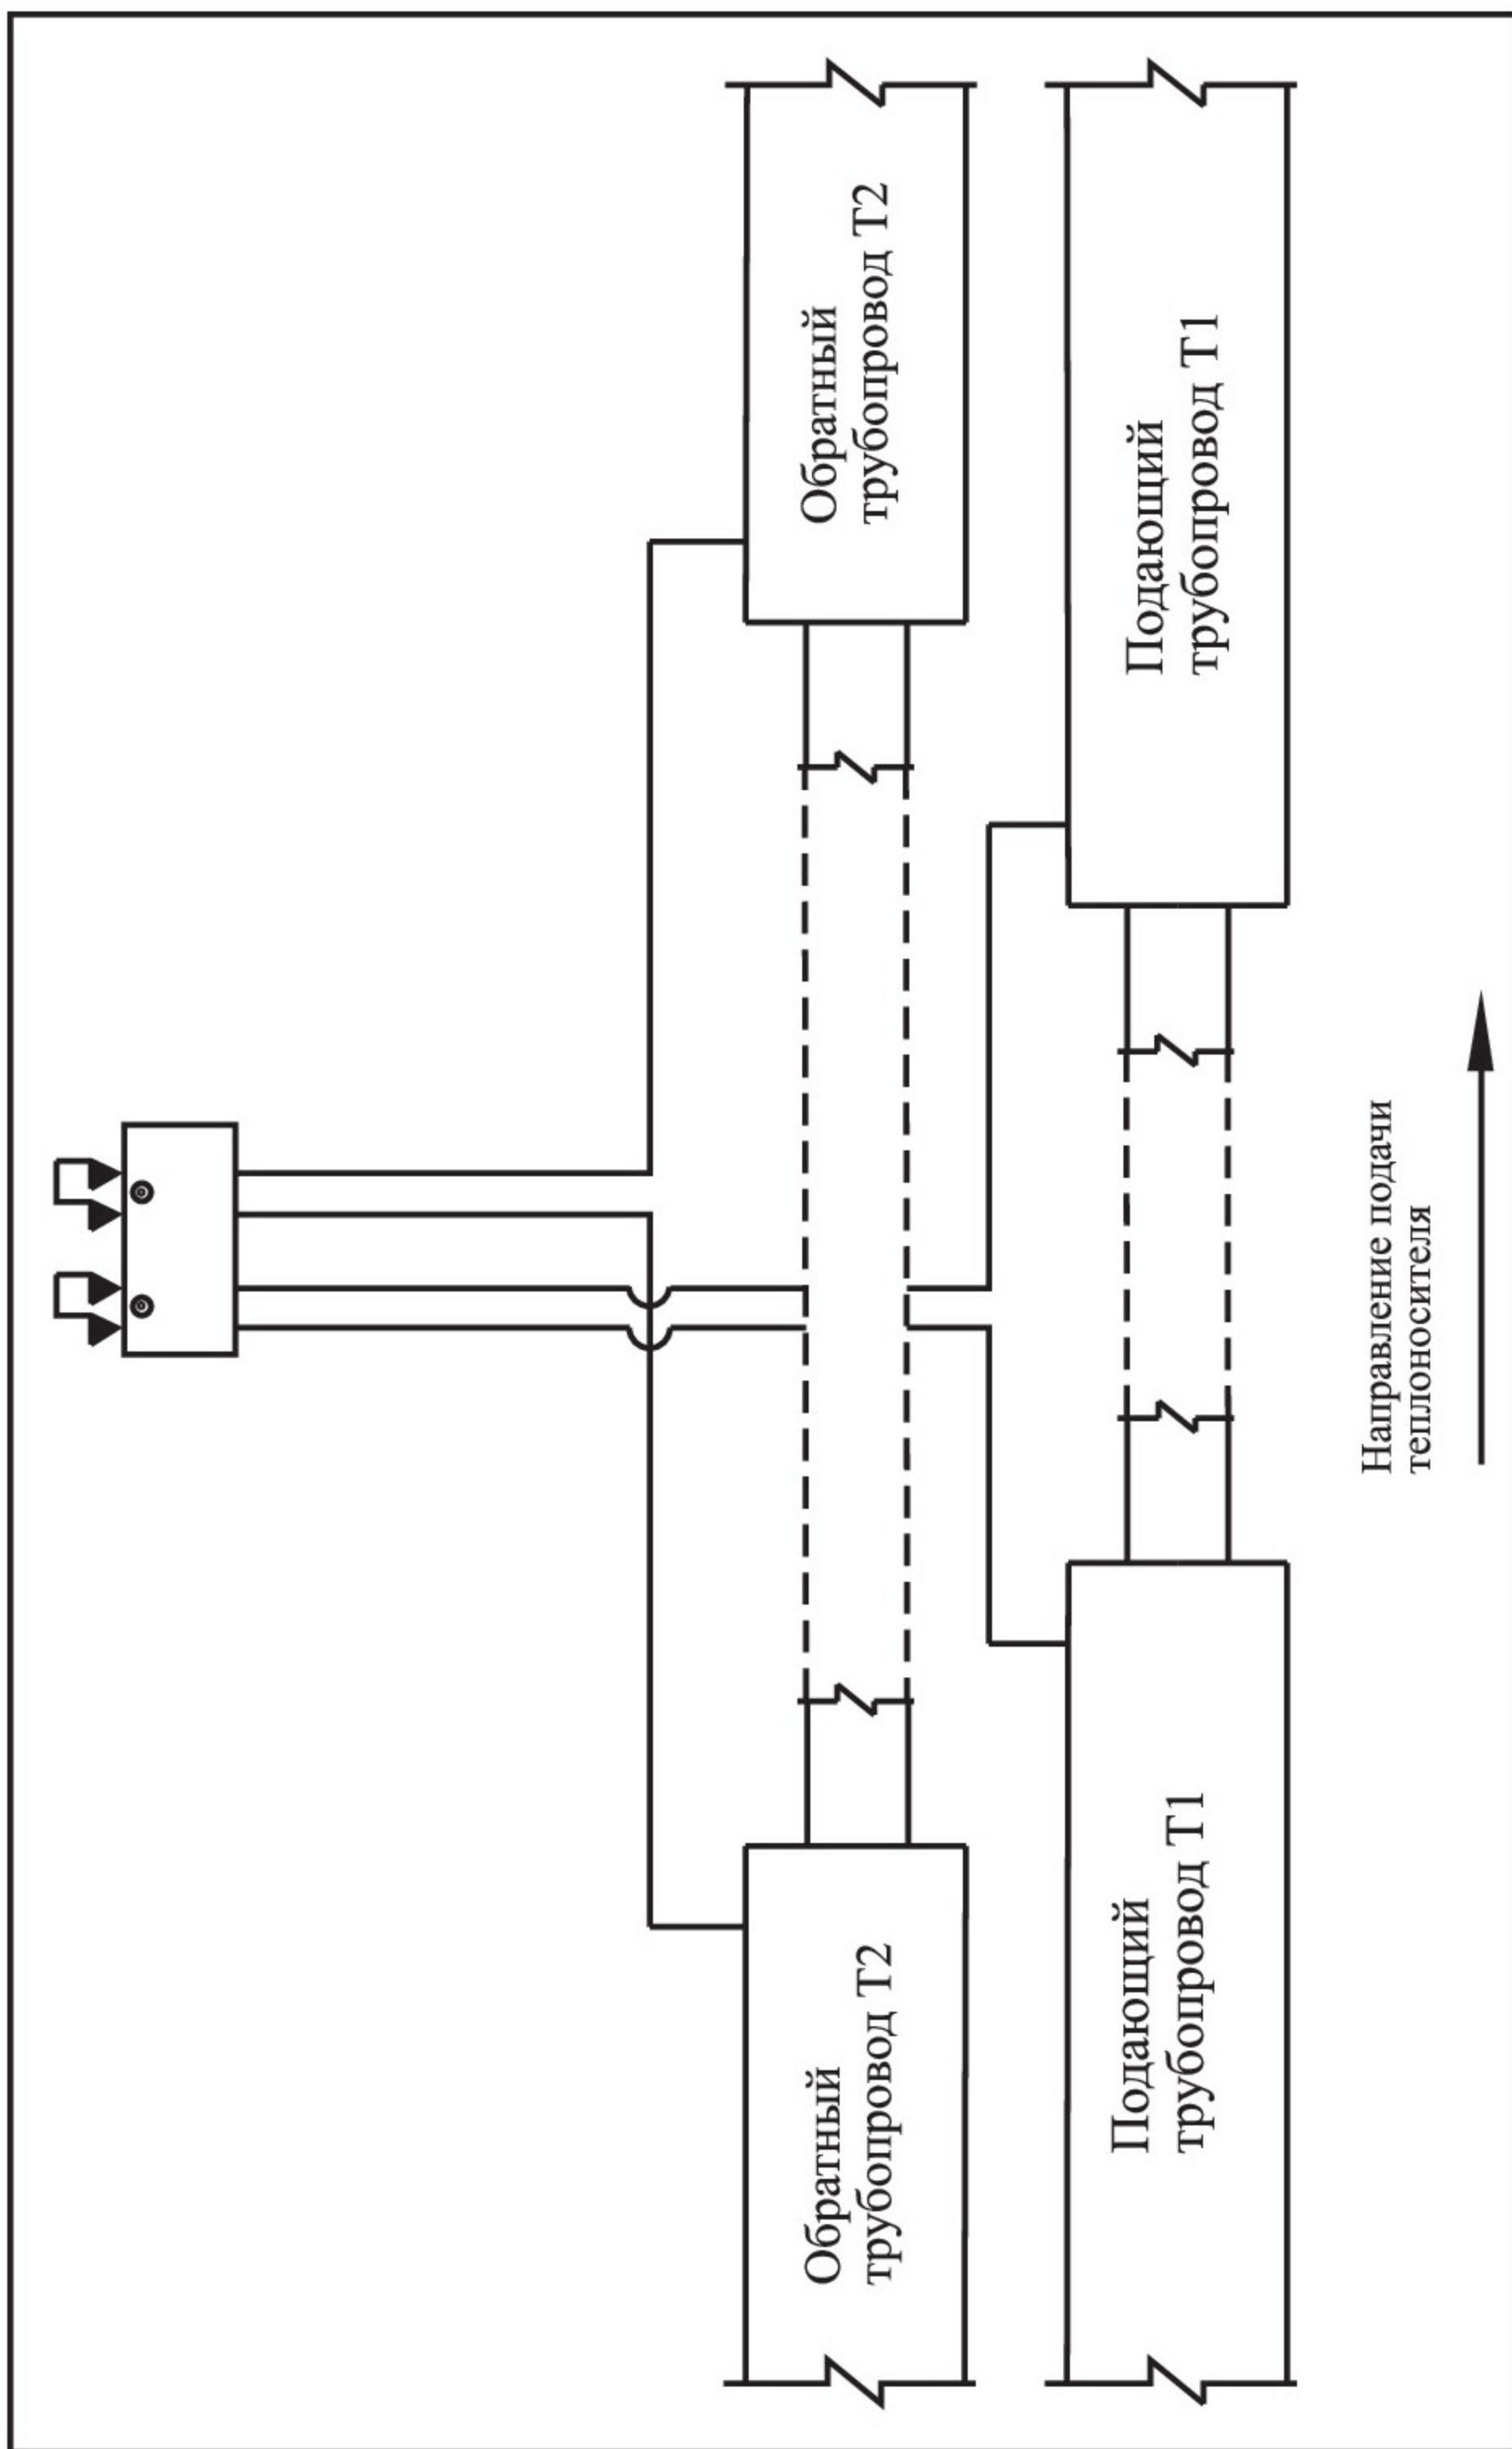 Обратный
трубопровод Т2
Обратный
трубопровод Т2
Подающий
трубопровод Т1
Подающий
трубопровод Т1
Направление подачи
теплоносителя